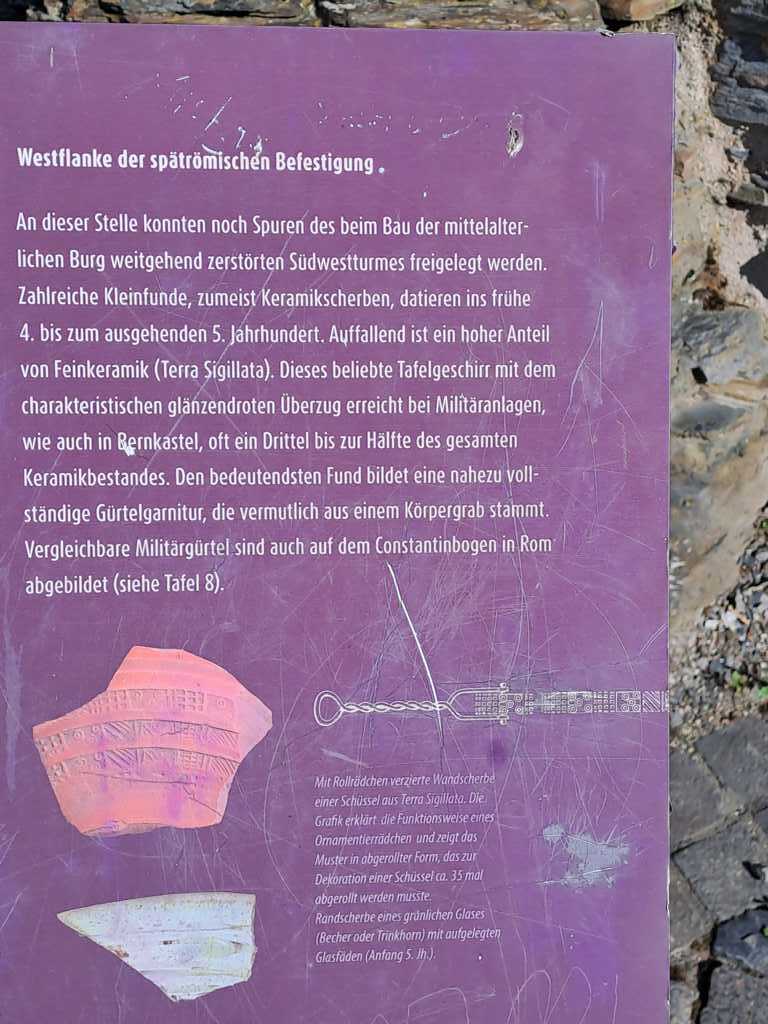 Westflanke der spätrömischen Befestigung
An dieser Stelle konnten noch Spuren des beim Bau der mittelalter-
lichen Burg weitgehend zerstörten Südwestturmes freigelegt werden.
Zahlreiche Kleinfunde, zumeist Keramikscherben, datieren ins frühe
4. bis zum ausgehenden 5. Jahrhundert. Auffallend ist ein hoher Anteil
von Feinkeramik (Terra Sigillata). Dieses beliebte Tafelgeschirr mit dem
charakteristischen glänzendroten Überzug erreicht bei Militäranlagen,
wie auch in Bernkastel, oft ein Drittel bis zur Hälfte des gesamten
Keramikbestandes. Den bedeutendsten Fund bildet eine nahezu voll-
ständige Gürtelgarnitur, die vermutlich aus einem Körpergrab stammt.
Vergleichbare Militärgürtel sind auch auf dem Constantinbogen in Rom
abgebildet (siehe Tafel 8).
Mit Rollrädchen verzierte Wandscherbe
einer Schüssel aus Terra Sigillata. Die
Grafik erklärt die Funktionsweise eines
Ornamentierrädchen und zeigt das
Muster in abgerollter Form, das zur
Dekoration einer Schüssel ca. 35 mal
abgerollt werden musste.
Randscherbe eines grünlichen Glases
(Becher oder Trinkhorn) mit aufgelegten
Glasfäden (Anfang 5. Jh.).